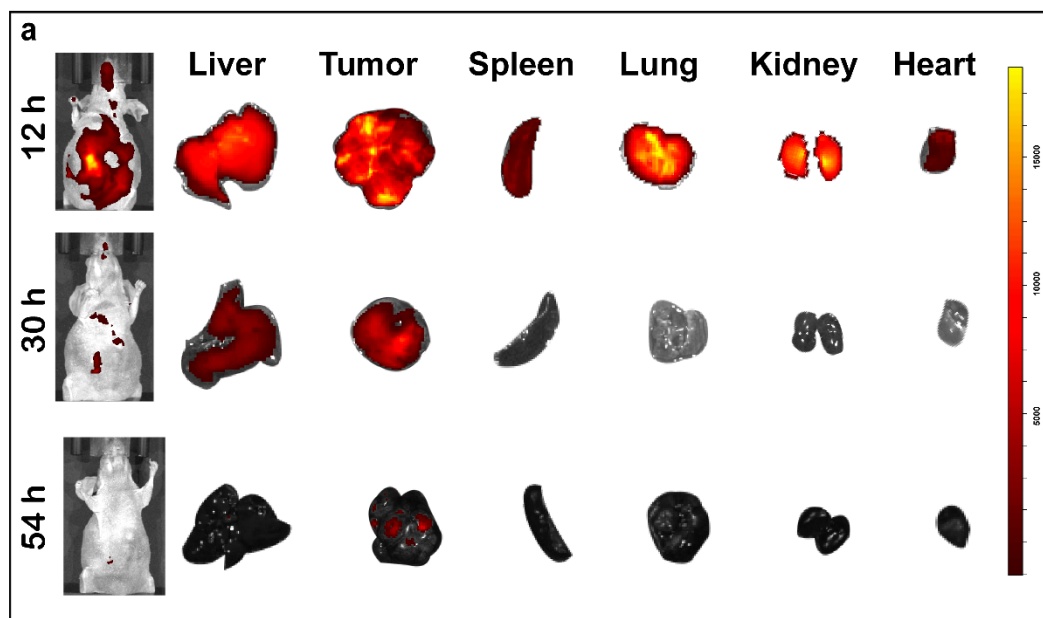 a
Liver Tumor Spleen Lung Kidney Heart
12 h
30 h
54 h
15000
10000
5000